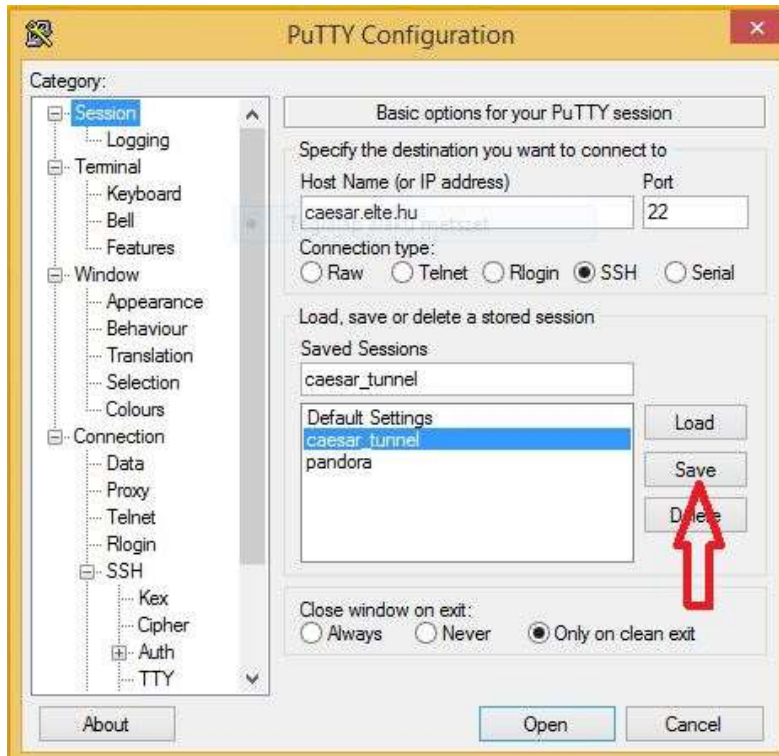 PuTTY Configuration
Category:
Session
Logging
Terminal
Keyboard
Bell
Features
Window
Appearance
Behaviour
Translation
Selection
Colours
Connection
Data
Proxy
Telnet
Rlogin
SSH
Kex
Cipher
Auth
TTY
Basic options for your PuTTY session
Specify the destination you want to connect to
Host Name (or IP address) Port
caesar.elte.hu 22
Connection type:
Raw Telnet Rlogin SSH Serial
Load, save or delete a stored session
Saved Sessions
caesar_tunnel
Default Settings
caesar_tunnel
pandora
Load
Save
Delete
Close window on exit:
Always Never Only on clean exit
About Open Cancel